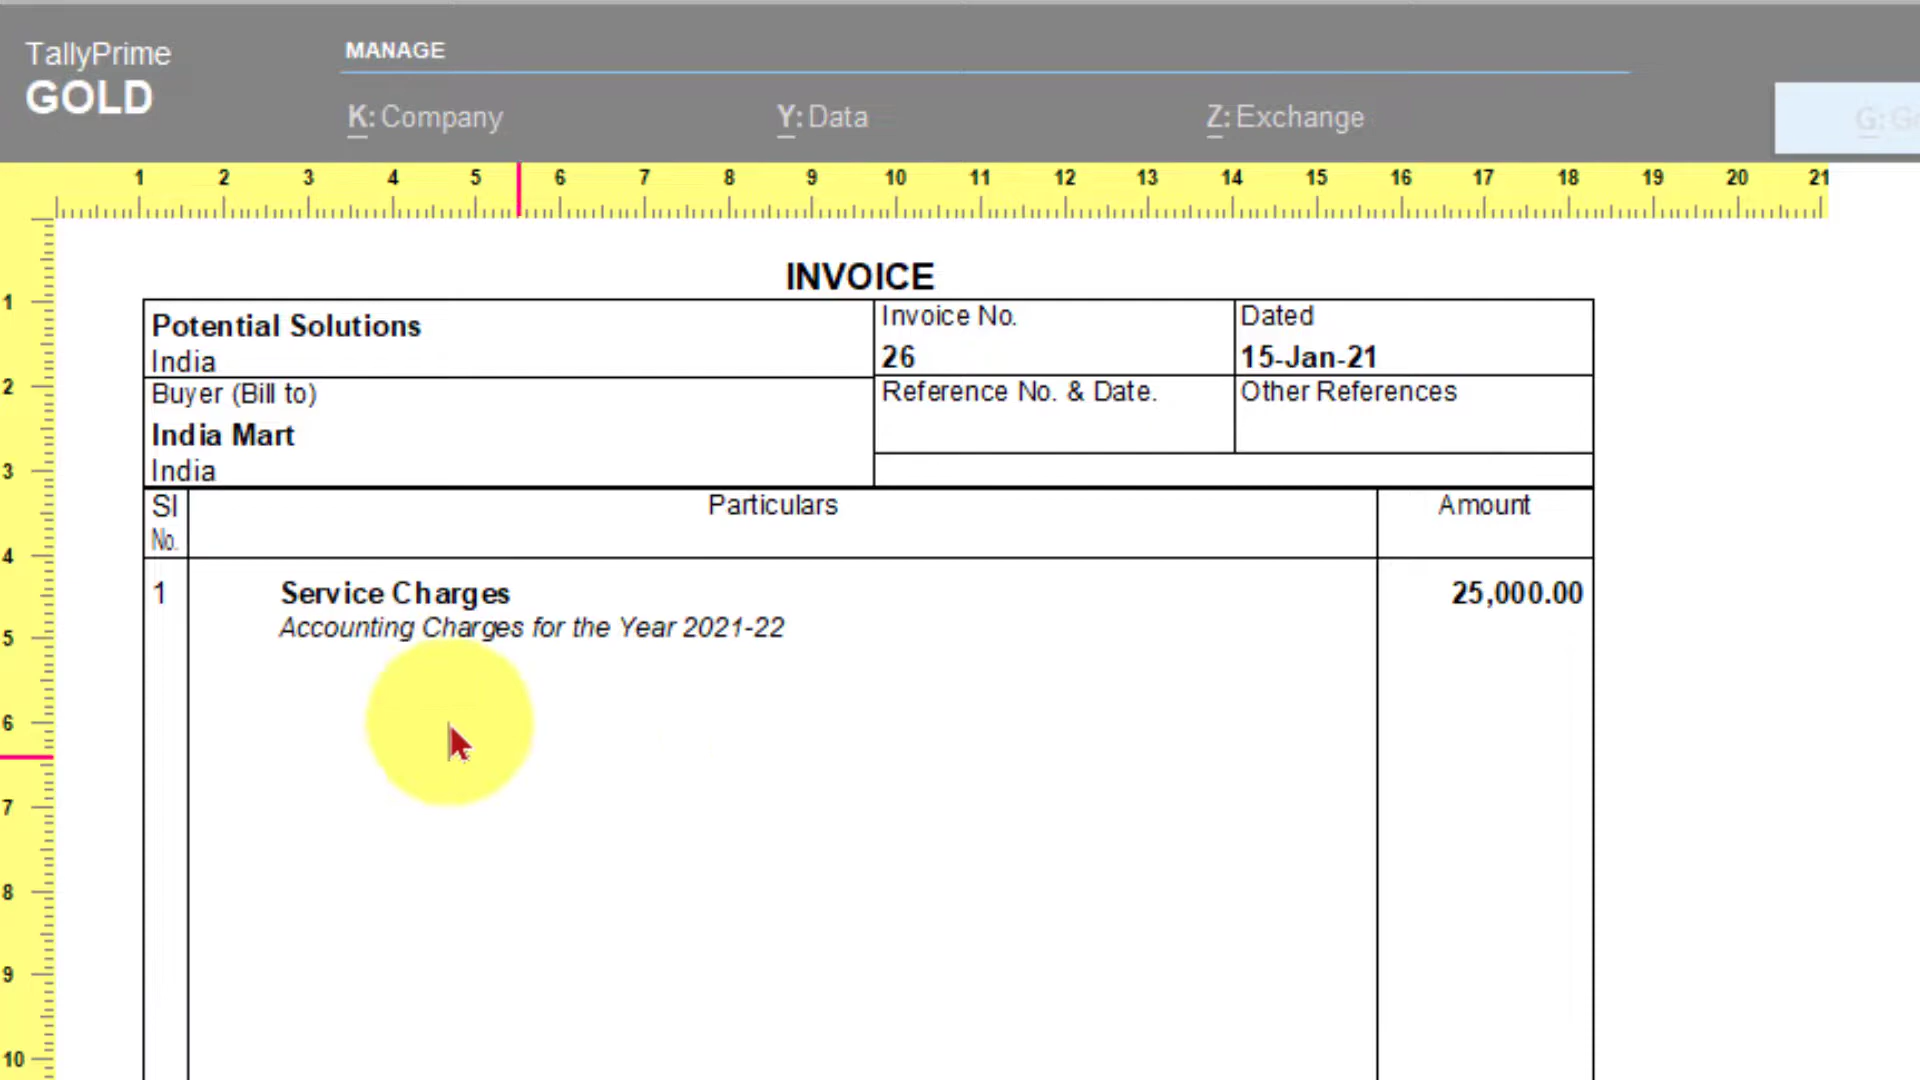 TallyPrime
GOLD
MANAGE
K: Company
Y: Data
Z: Exchange
1 2 3 4 5 6 7 8 9 10 11 12 13 14 15 16 17 18 19 20 21
INVOICE
Potential Solutions
India
Invoice No.
26
Dated
15-Jan-21
Buyer (Bill to)
India Mart
India
Reference No. & Date.
Other References
Sl
No.
Particulars
Amount
1
Service Charges
25,000.00
Accounting Charges for the Year 2021-22
1
2
3
4
5
6
7
8
9
10